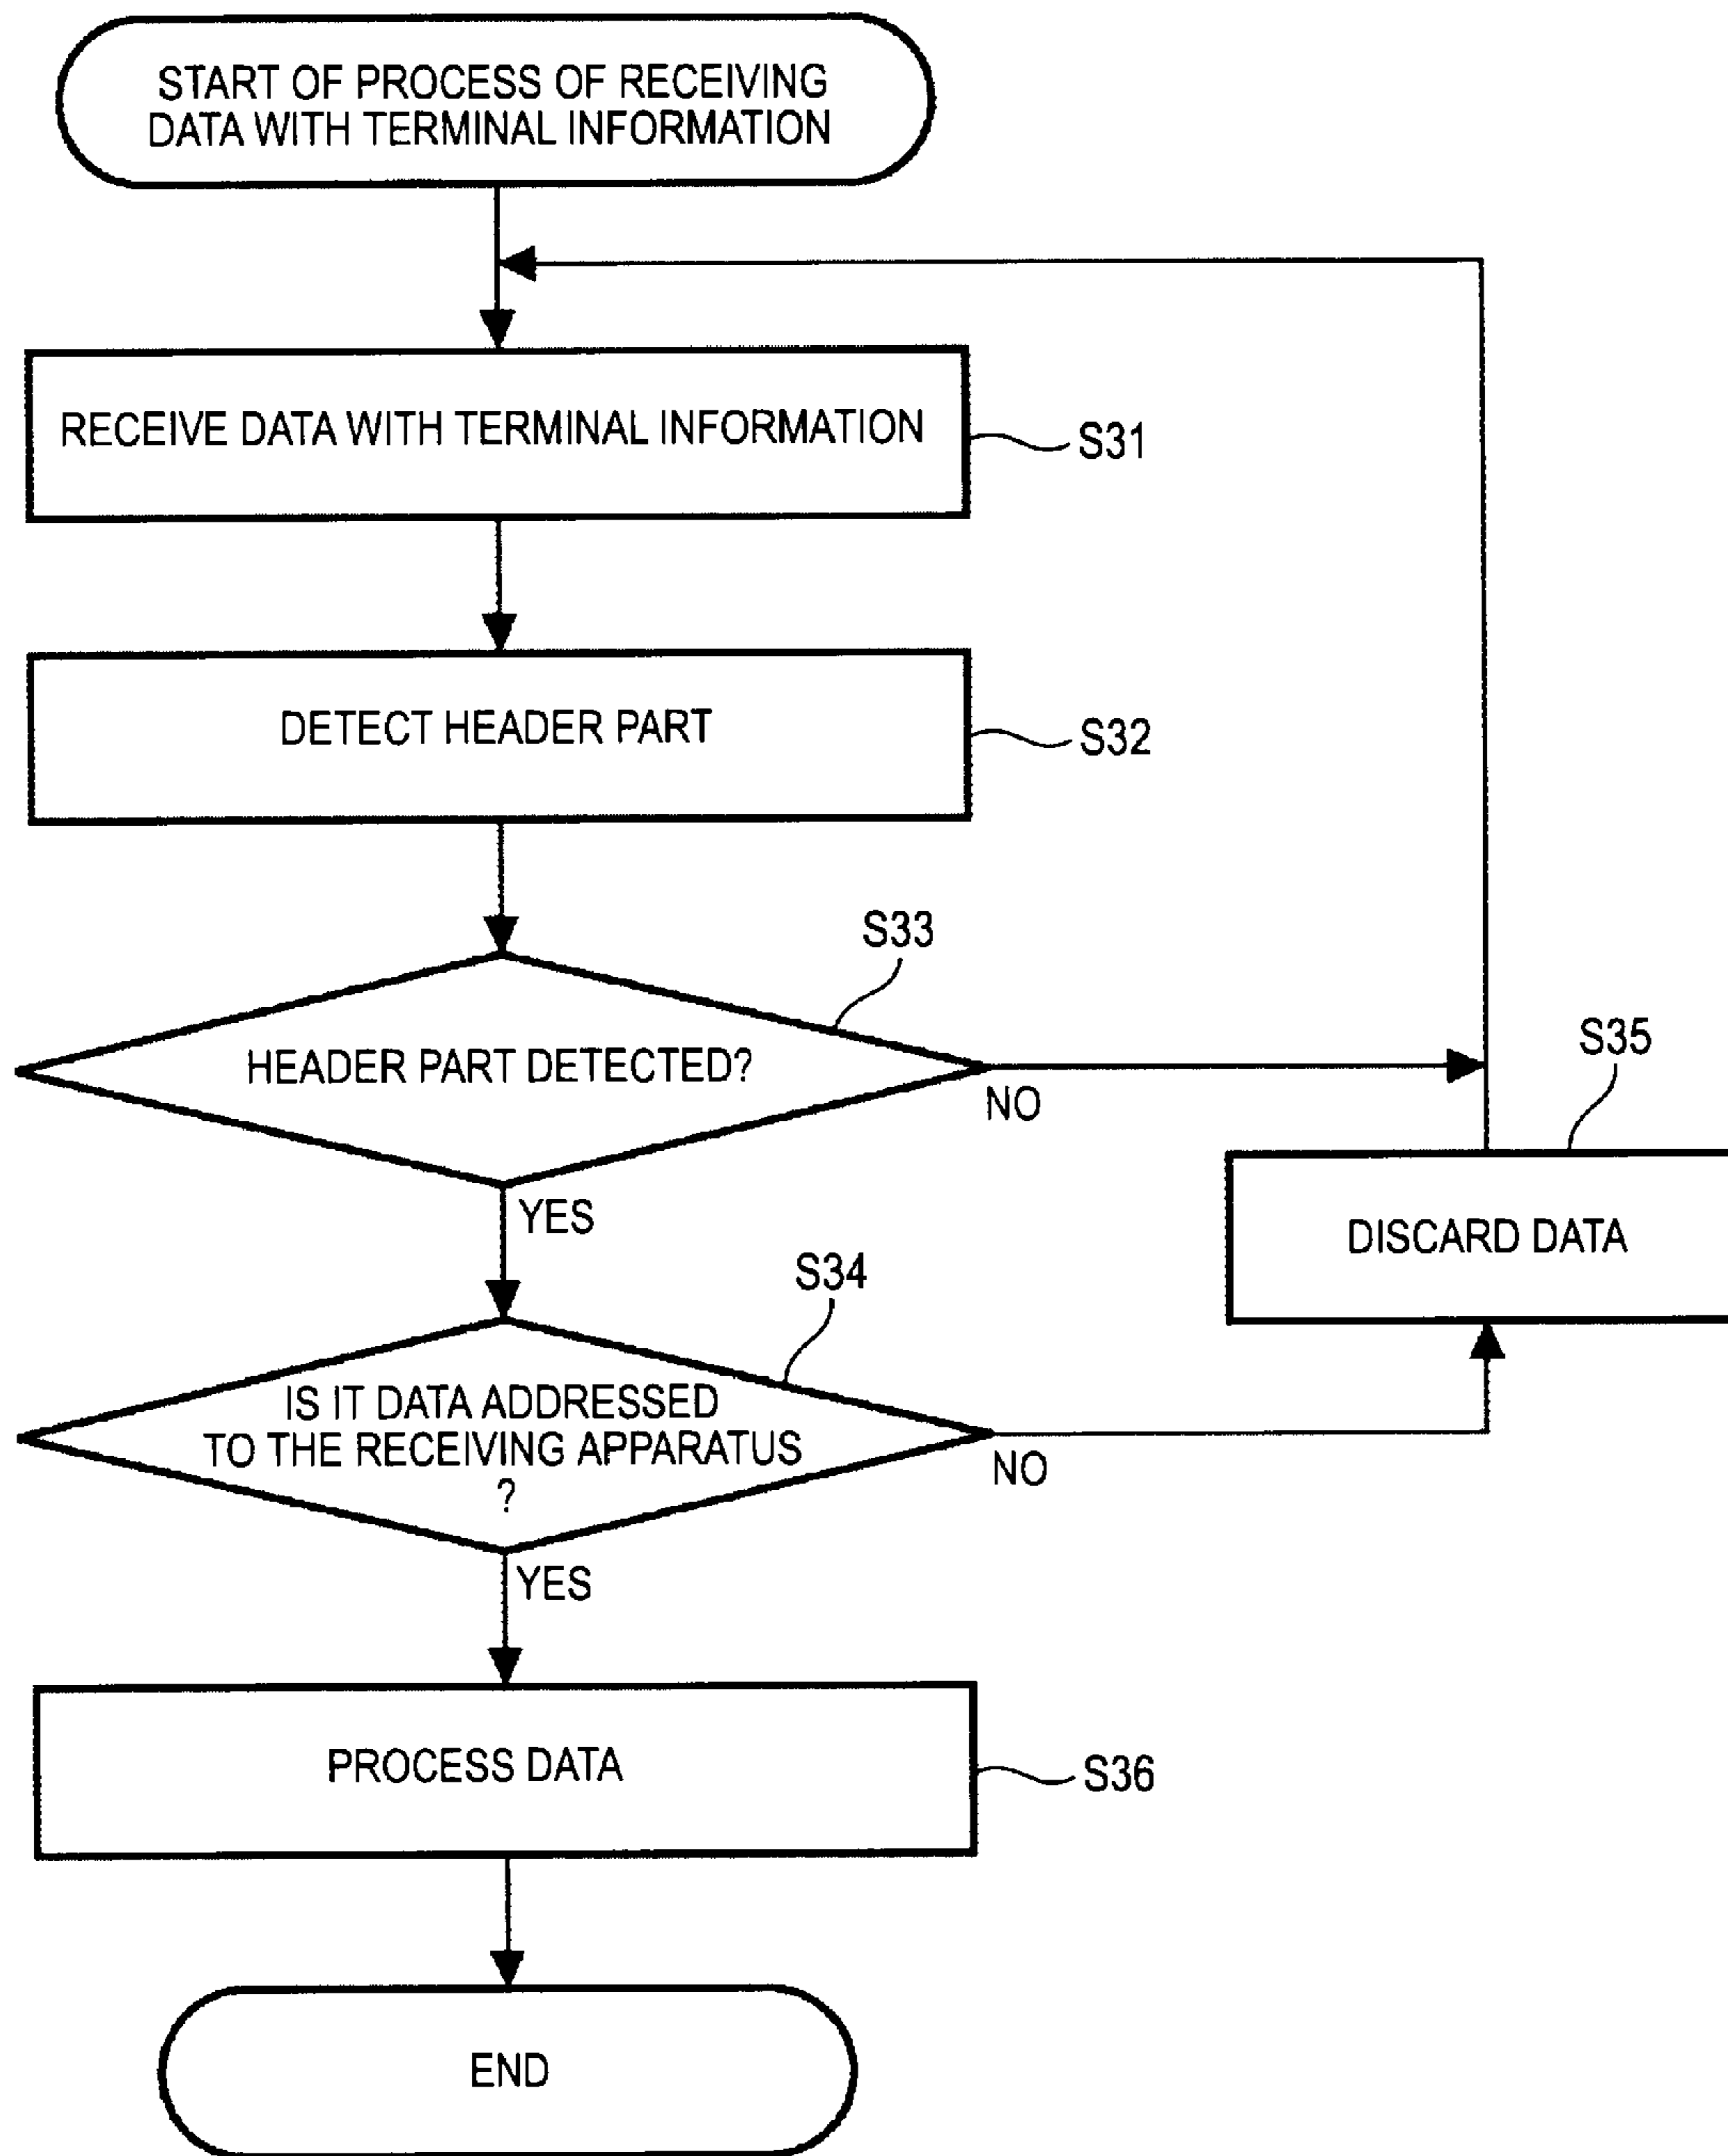 START OF PROCESS OF RECEIVING
DATA WITH TERMINAL INFORMATION
RECEIVE DATA WITH TERMINAL INFORMATION
S31
DETECT HEADER PART
S32
S33
HEADER PART DETECTED?
NO
YES
S35
DISCARD DATA
S34
IS IT DATA ADDRESSED
TO THE RECEIVING APPARATUS
?
NO
YES
PROCESS DATA
S36
END